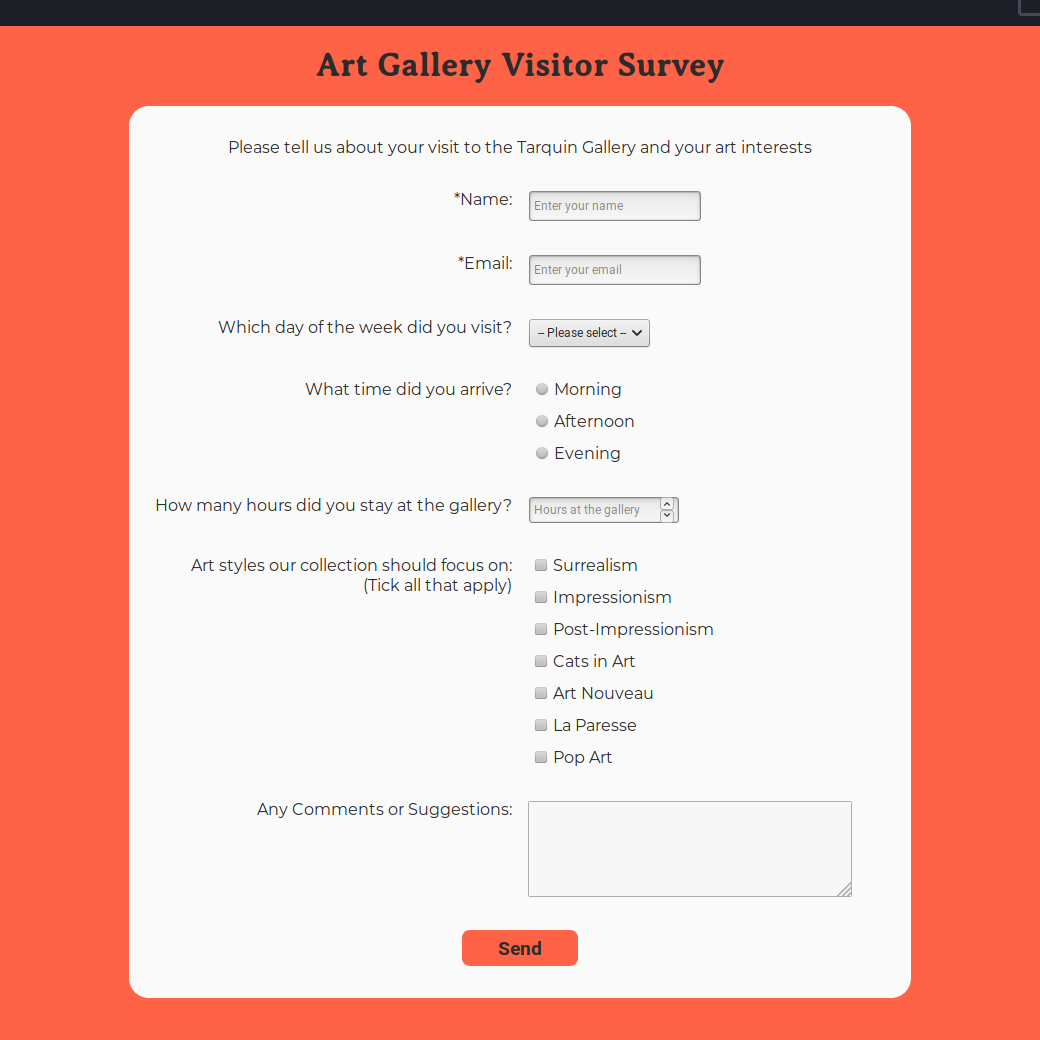 Art Gallery Visitor Survey
Please tell us about your visit to the Tarquin Gallery and your art interests
*Name: Enter your name
*Email: Enter your email
Which day of the week did you visit? -- Please select --
What time did you arrive? Morning
Afternoon
Evening
How many hours did you stay at the gallery? Hours at the gallery
Art styles our collection should focus on: Surrealism
(Tick all that apply)
Impressionism
Post-Impressionism
Cats in Art
Art Nouveau
La Paresse
Pop Art
Any Comments or Suggestions:
Send